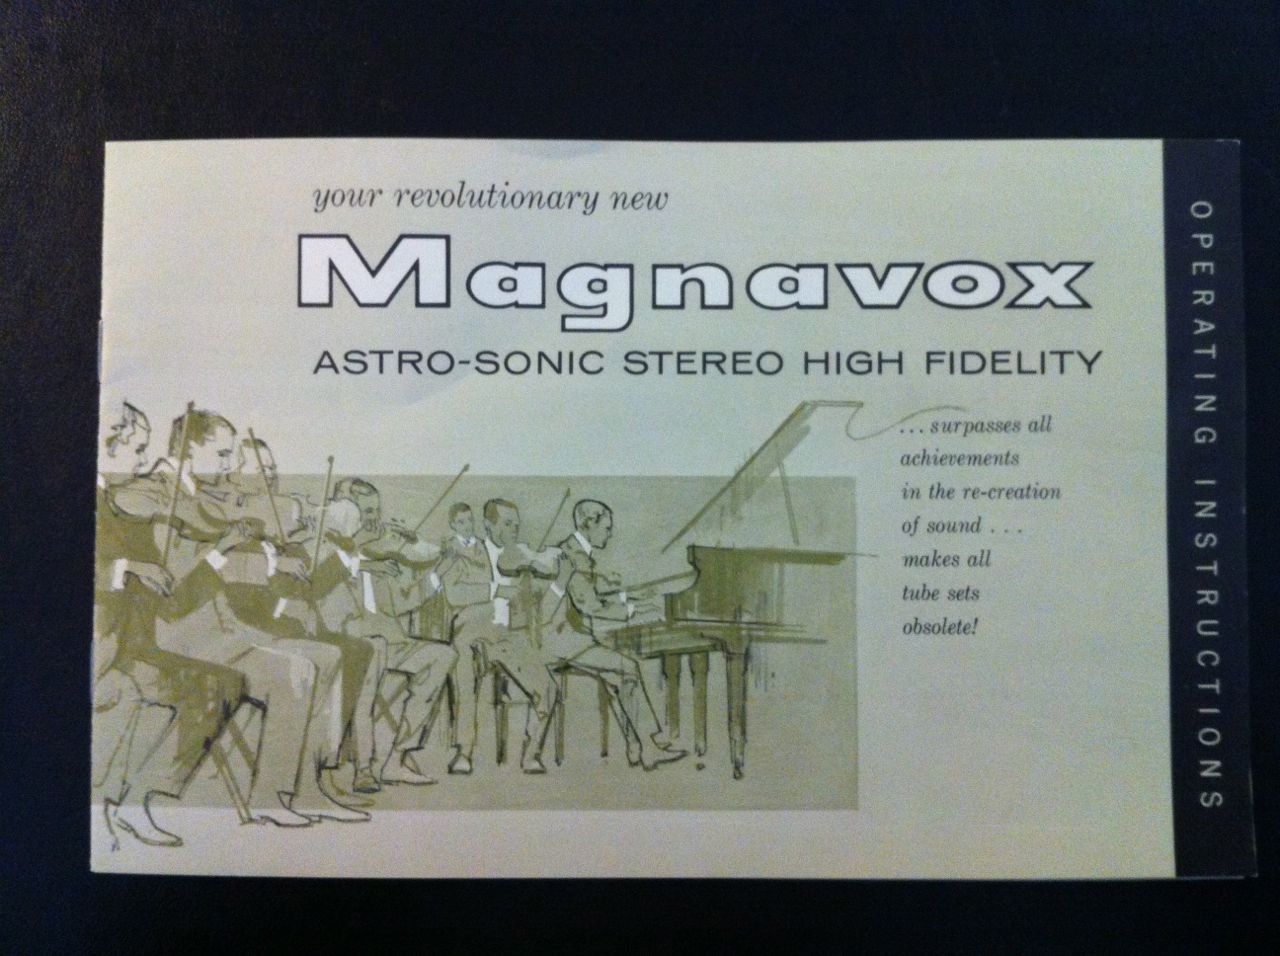 your revolutionary new
Magnavox
ASTRO-SONIC STEREO HIGH FIDELITY
... surpasses all
achievements
in the re-creation
of sound . . .
makes all
tube sets
obsolete!
OPERATING INSTRUCTIONS